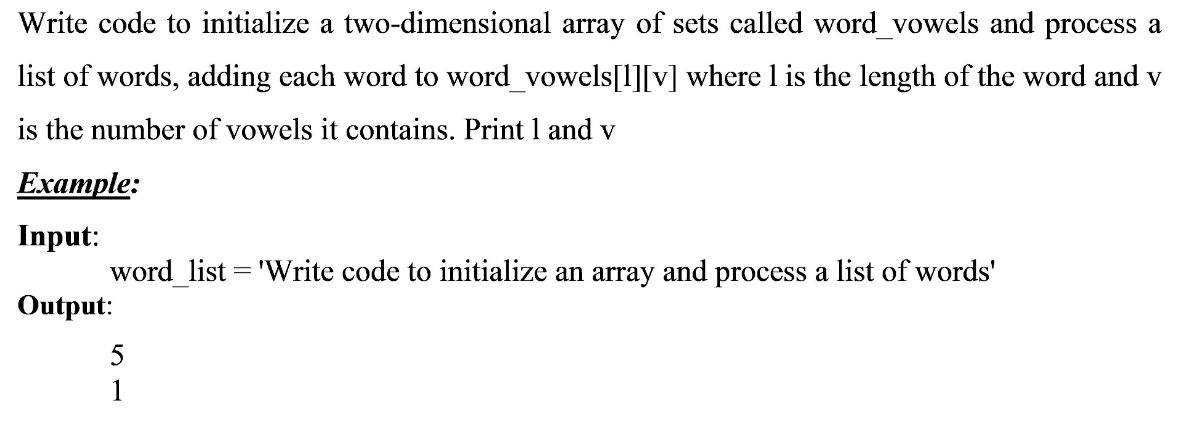 Write code to initialize a two-dimensional array of sets called word_vowels and process a
list of words, adding each word to word_vowels[l][v] where l is the length of the word and v
is the number of vowels it contains. Print l and v
Example:
Input:
word_list = 'Write code to initialize an array and process a list of words'
Output:
5
1